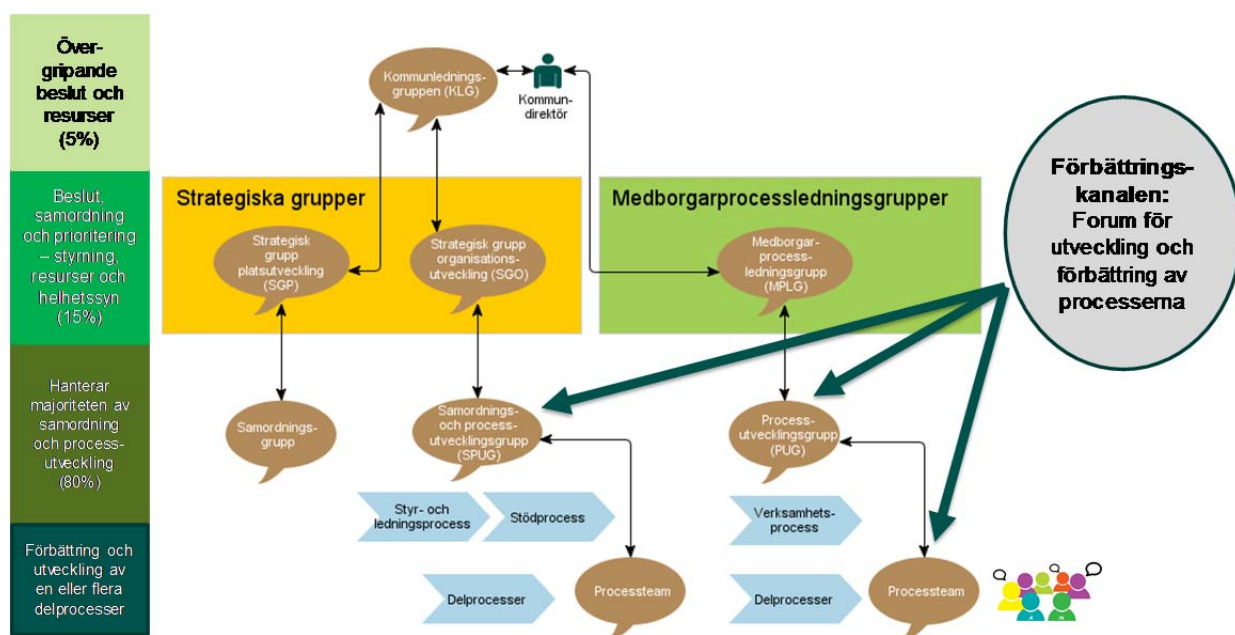 Över-
gripande
beslut och
resurser
(5%)
Beslut,
samordning
och prioritering
– styrning,
resurser och
helhetssyn
(15%)
Hanterar
majoriteten av
samordning
och process-
utveckling
(80%)
Förbättring och
utveckling av
en eller flera
delprocesser
Kommunlednings-
gruppen (KLG)
Kommun-
direktör
Strategiska grupper
Strategisk
grupp
platsutveckling
(SGP)
Strategisk grupp
organisations-
utveckling (SGO)
Medborgarprocessledningsgrupper
Medborgar-
process-
ledningsgrupp
(MPLG)
Förbättrings-
kanalen:
Forum för
utveckling och
förbättring av
processerna
Samordnings-
grupp
Samordnings-
och process-
utvecklingsgrupp
(SPUG)
Process-
utvecklingsgrupp
(PUG)
Styr- och
ledningsprocess
Stödprocess
Verksamhets-
process
Delprocesser
Processteam
Delprocesser
Processteam